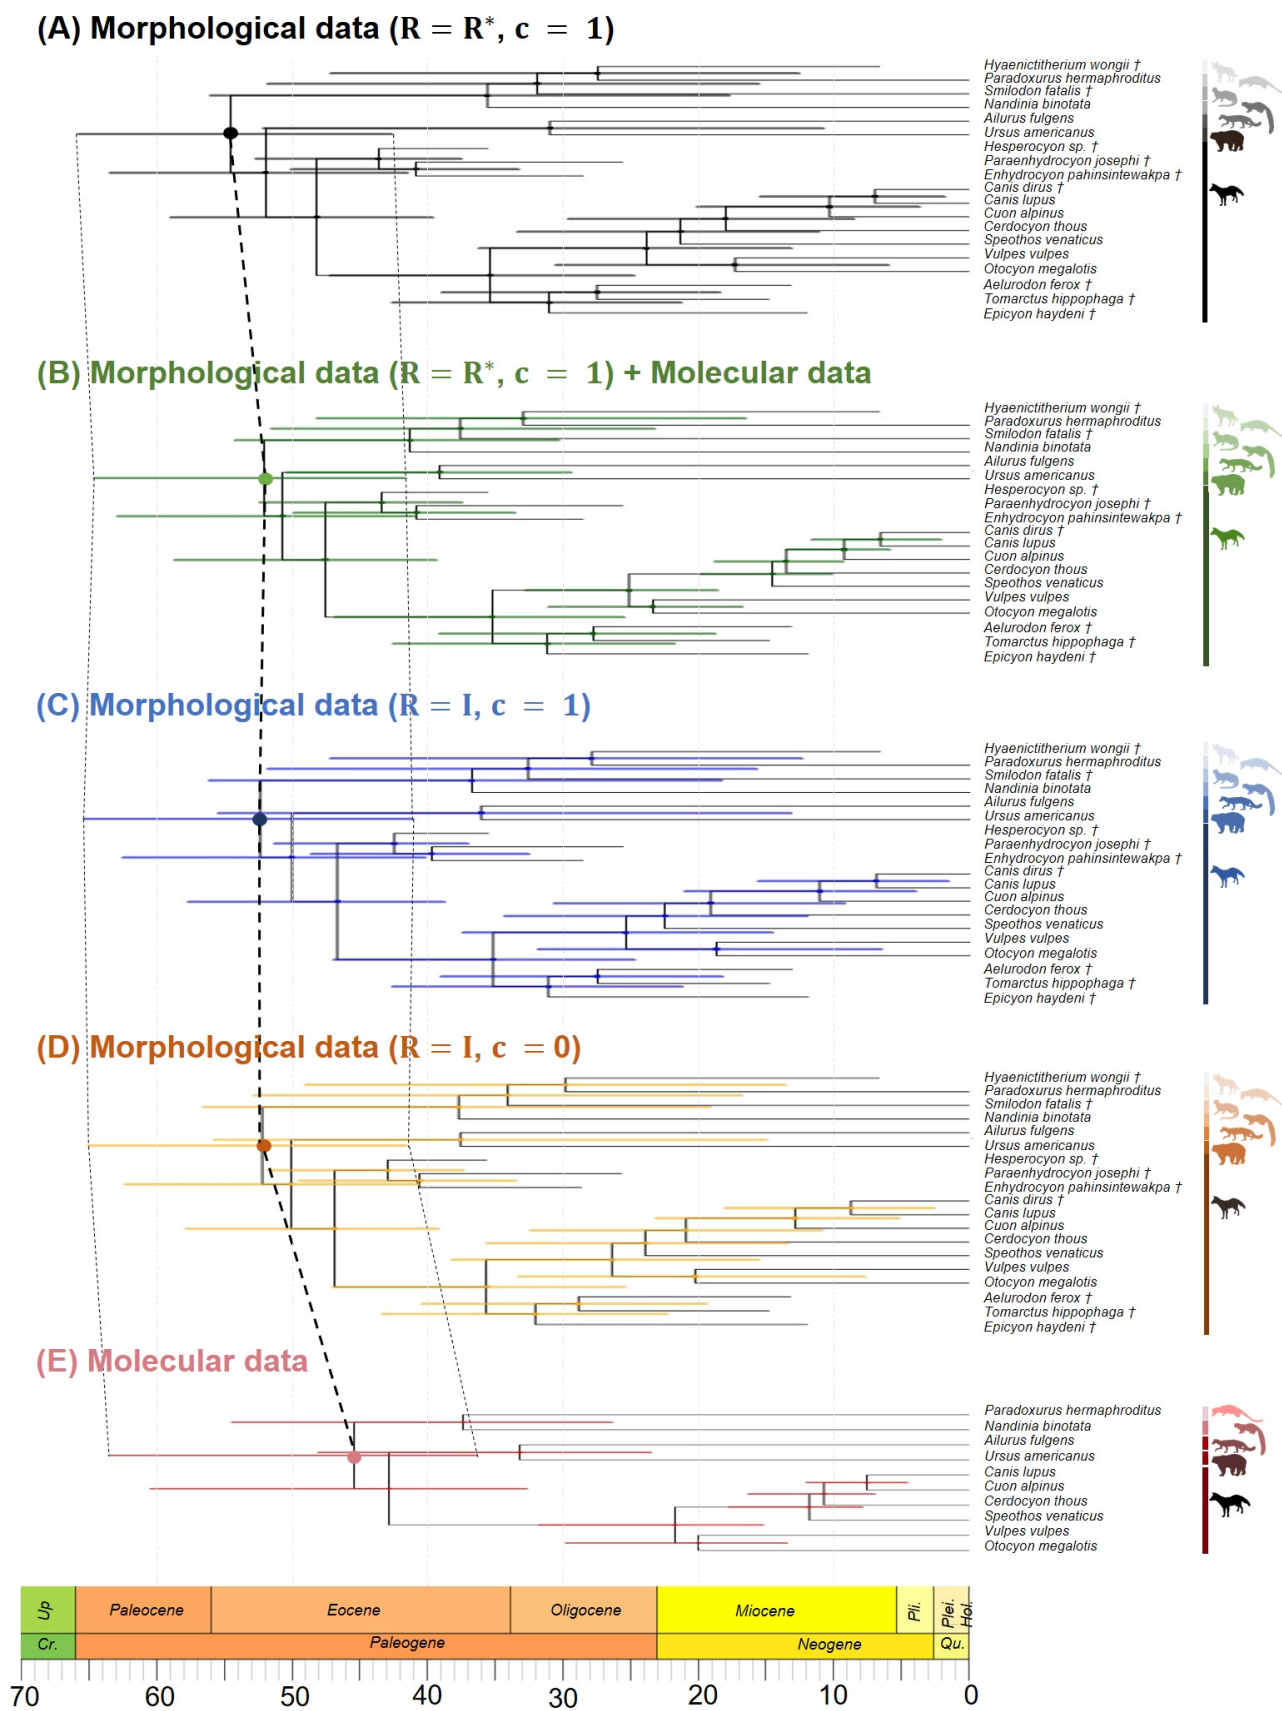 (A) Morphological data (R = R*, c = 1)
Hyaenictitherium wongii †
Paradoxurus hermaphroditus
Smilodon fatalis †
Nandinia binotata
Ailurus fulgens
Ursus americanus
Hesperocyon sp. †
Paraenhydrocyon josephi †
Enhydrocyon pahinsintewakpa †
Canis dirus †
Canis lupus
Cuon alpinus
Cerdocyon thous
Speothos venaticus
Vulpes vulpes
Otocyon megalotis
Aelurodon ferox †
Tomarctus hippophaga †
Epicyon haydeni †
(B) Morphological data (R = R*, c = 1) + Molecular data
Hyaenictitherium wongii †
Paradoxurus hermaphroditus
Smilodon fatalis †
Nandinia binotata
Ailurus fulgens
Ursus americanus
Hesperocyon sp. †
Paraenhydrocyon josephi †
Enhydrocyon pahinsintewakpa †
Canis dirus †
Canis lupus
Cuon alpinus
Cerdocyon thous
Speothos venaticus
Vulpes vulpes
Otocyon megalotis
Aelurodon ferox †
Tomarctus hippophaga †
Epicyon haydeni †
(C) Morphological data (R = I, c = 1)
Hyaenictitherium wongii †
Paradoxurus hermaphroditus
Smilodon fatalis †
Nandinia binotata
Ailurus fulgens
Ursus americanus
Hesperocyon sp. †
Paraenhydrocyon josephi †
Enhydrocyon pahinsintewakpa †
Canis dirus †
Canis lupus
Cuon alpinus
Cerdocyon thous
Speothos venaticus
Vulpes vulpes
Otocyon megalotis
Aelurodon ferox †
Tomarctus hippophaga †
Epicyon haydeni †
(D) Morphological data (R = I, c = 0)
Hyaenictitherium wongii †
Paradoxurus hermaphroditus
Smilodon fatalis †
Nandinia binotata
Ailurus fulgens
Ursus americanus
Hesperocyon sp. †
Paraenhydrocyon josephi †
Enhydrocyon pahinsintewakpa †
Canis dirus †
Canis lupus
Cuon alpinus
Cerdocyon thous
Speothos venaticus
Vulpes vulpes
Otocyon megalotis
Aelurodon ferox †
Tomarctus hippophaga †
Epicyon haydeni †
(E) Molecular data
Paradoxurus hermaphroditus
Nandinia binotata
Ailurus fulgens
Ursus americanus
Canis lupus
Cuon alpinus
Cerdocyon thous
Speothos venaticus
Vulpes vulpes
Otocyon megalotis
Up Paleocene Eocene Oligocene Miocene Pli. Plei. Hol.
Cr. Paleogene Neogene Qu.
70 60 50 40 30 20 10 0